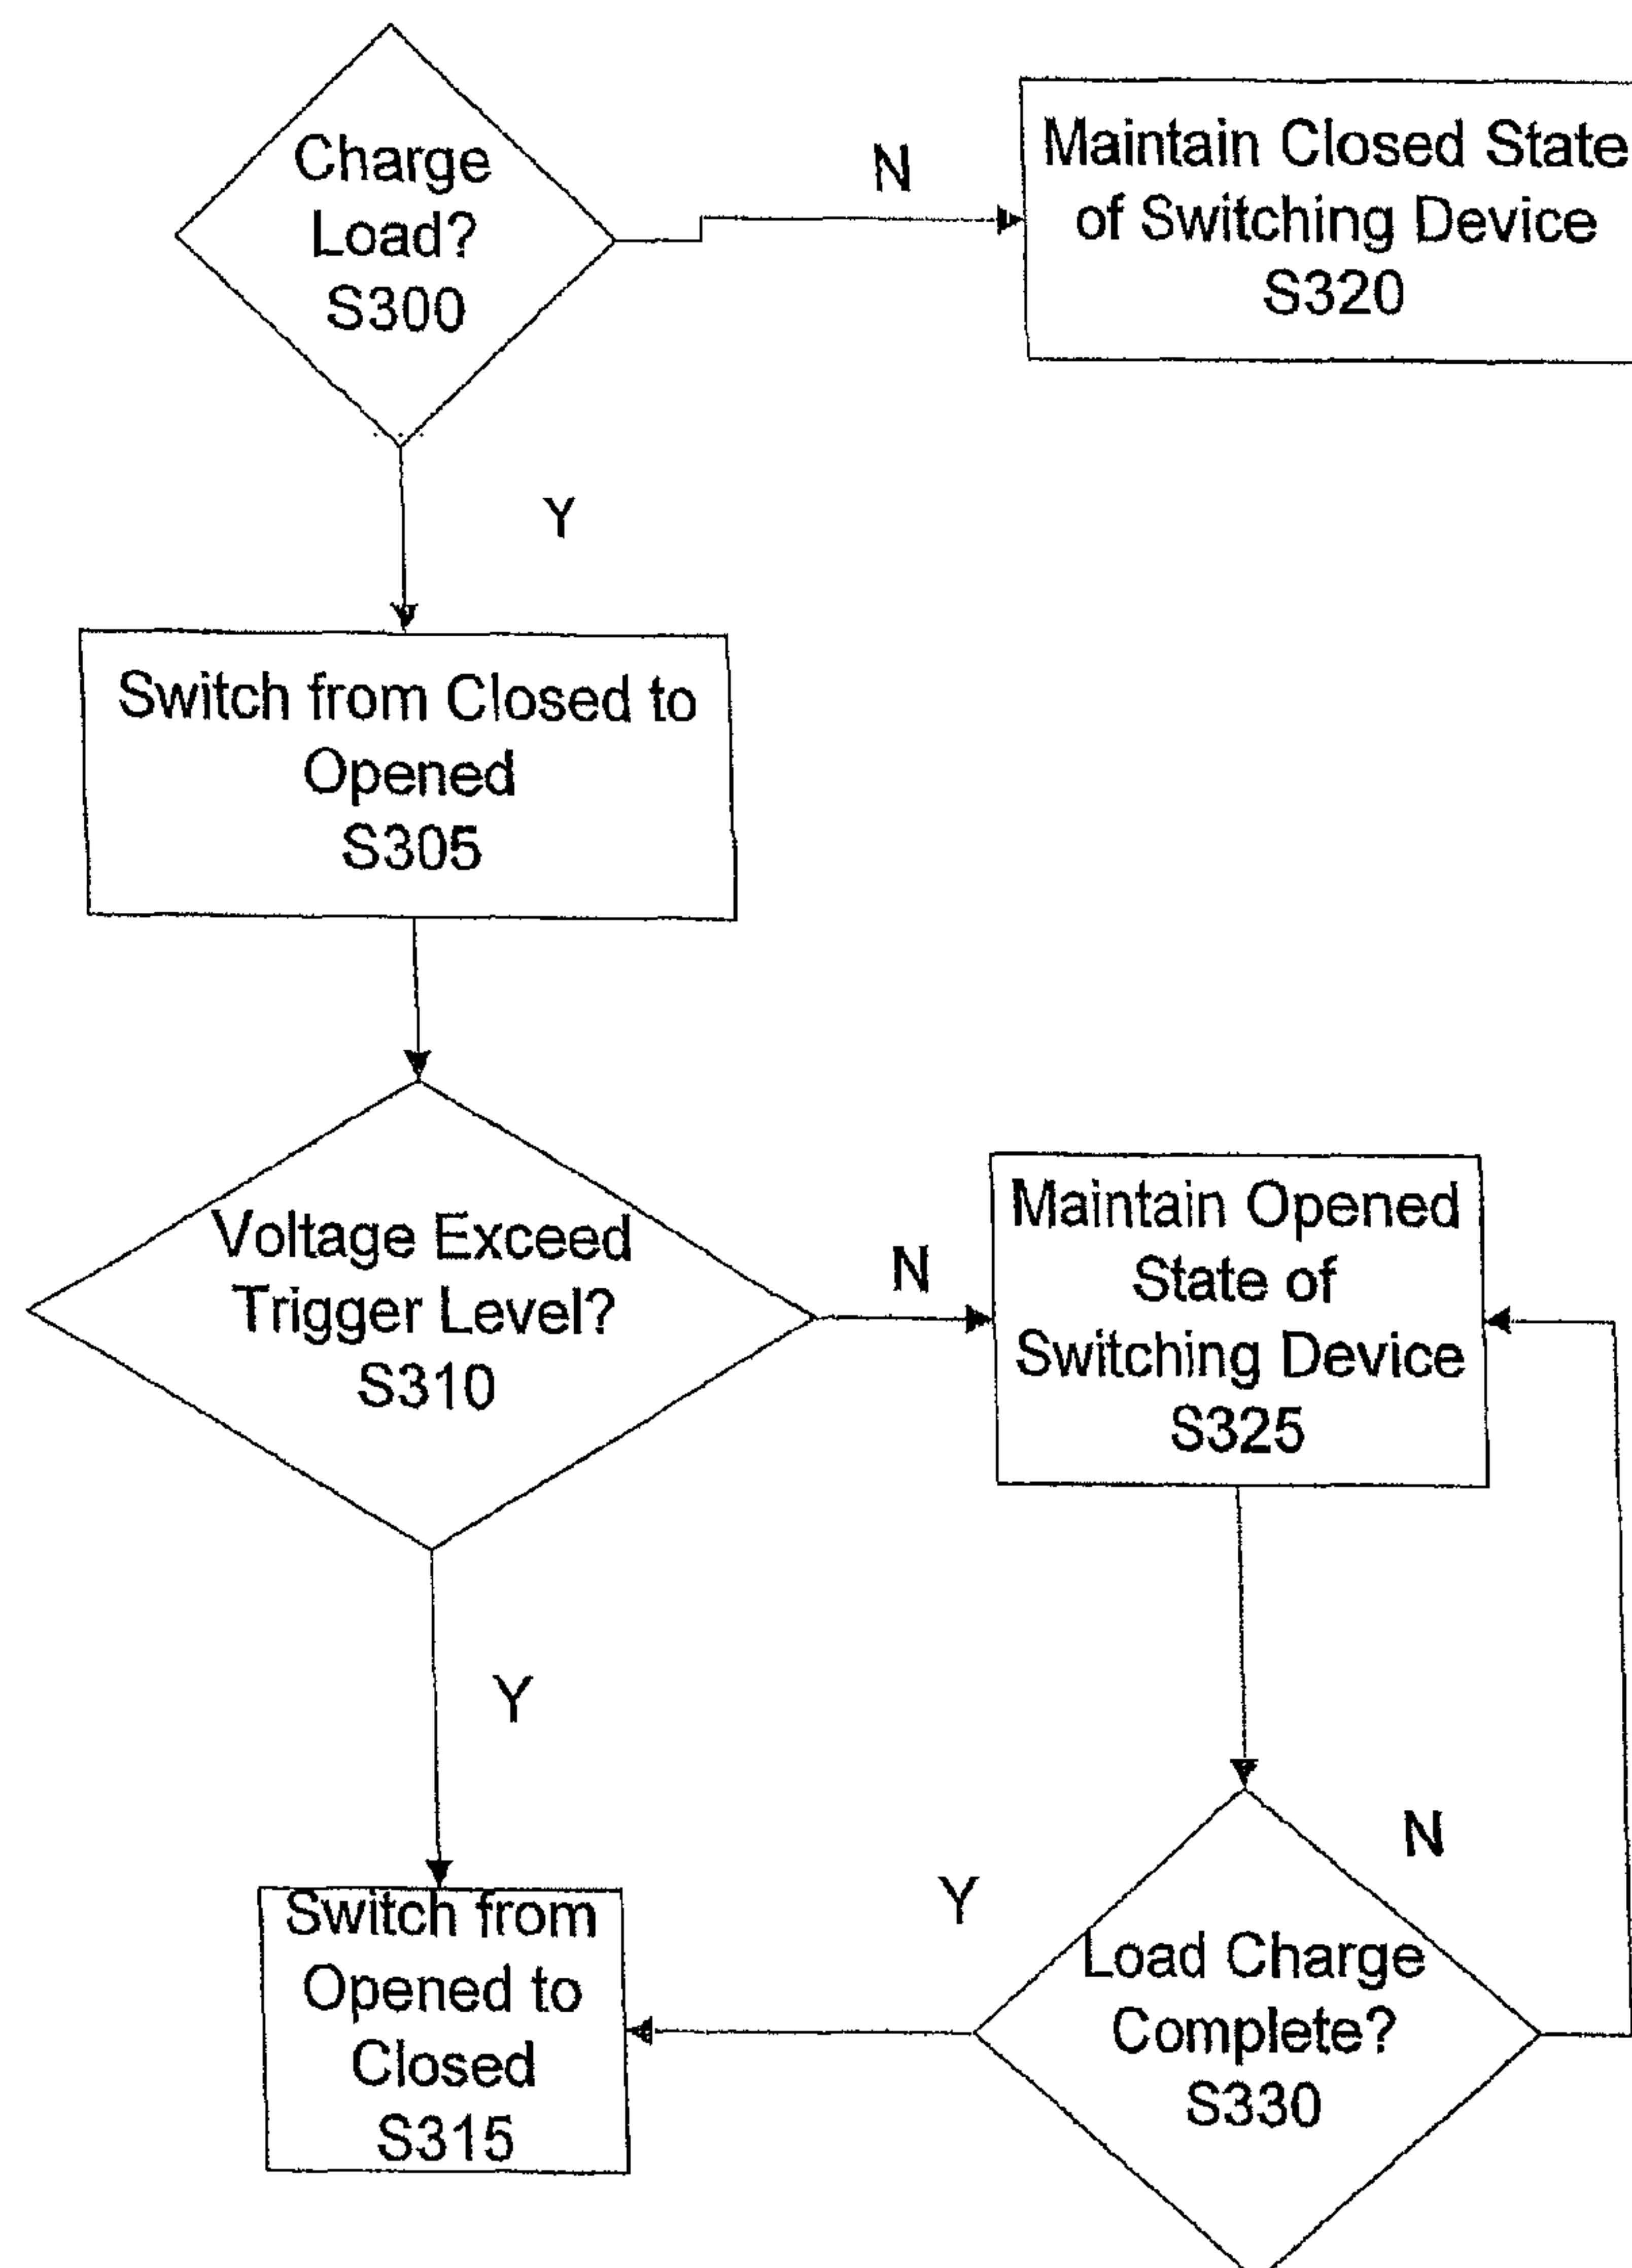 Charge
Load?
S300
N
Maintain Closed State
of Switching Device
S320
Y
Switch from Closed to
Opened
S305
Voltage Exceed
Trigger Level?
S310
N
Maintain Opened
State of
Switching Device
S325
Y
Switch from
Opened to
Closed
S315
Y
N
Load Charge
Complete?
S330